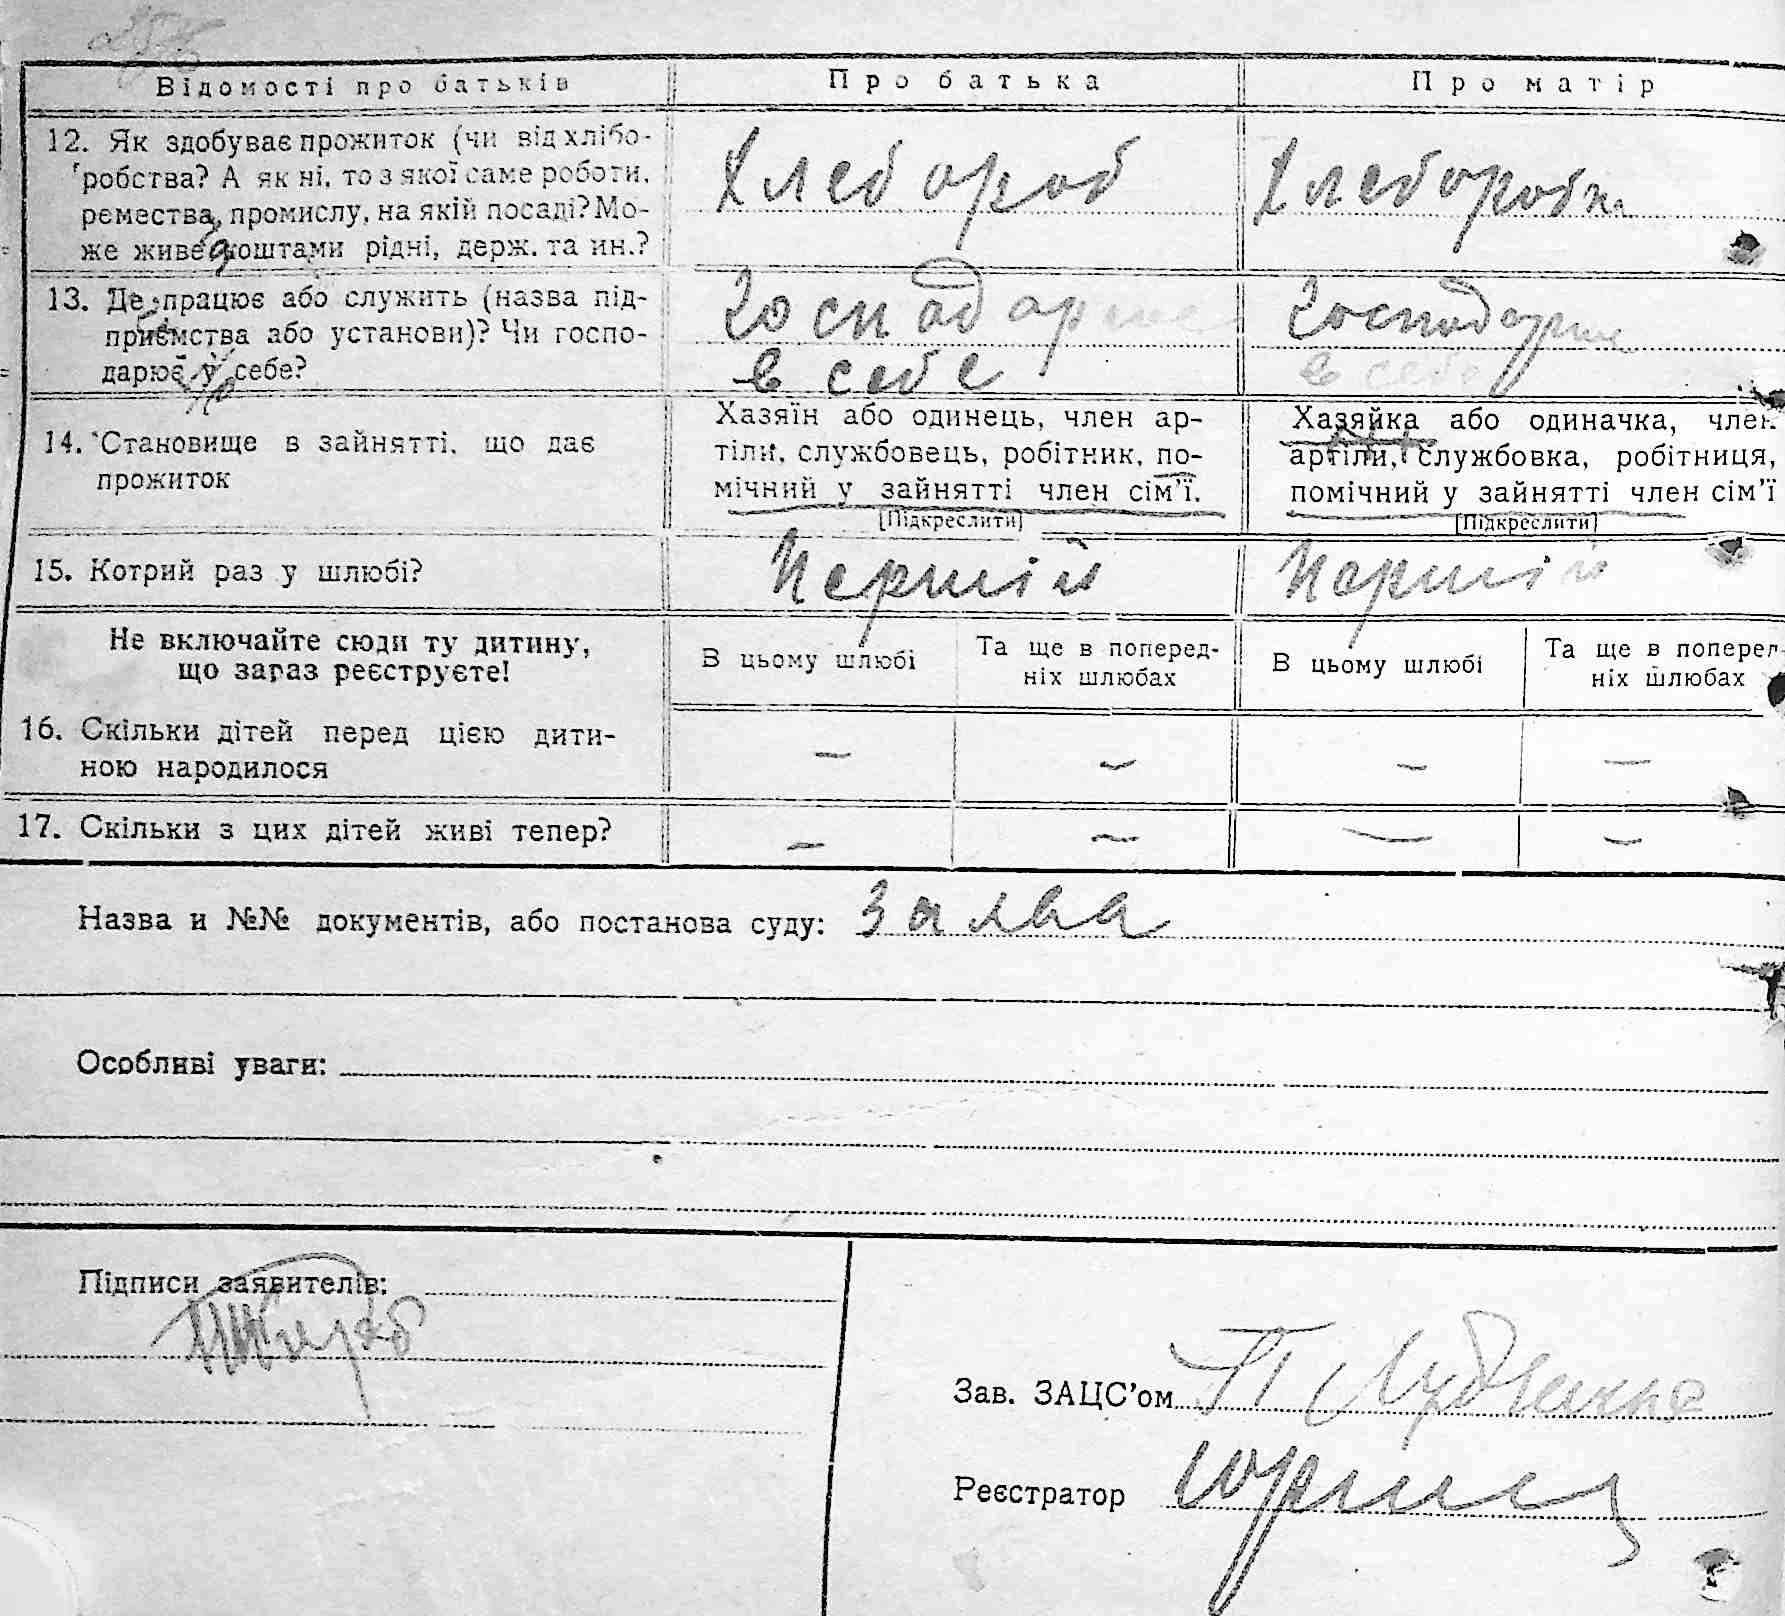 Відомості про батьків
Про батька
Про матір
12. Як здобуває прожиток (чи від хлібо-
робства? А як ні, то з якої саме роботи,
ремества, промислу, на якій посаді? Мо-
же живе коштами рідні, держ. та ин.?
Хлебороб
Хлеборобка
13. Де працює або служить (назва під-
приємства або установи)? Чи госпо-
дарює у себе?
Господарює
в себе
Господарює
в себе
14. Становище в зайнятті, що дає
прожиток
Хазяїн або одинець, член ар-
тіли, службовець, робітник, по-
мічний у зайнятті член сім'ї.
[Підкреслити]
Хазяйка або одиначка, член
артіли, службовка, робітниця,
помічний у зайнятті член сім'ї
[Підкреслити]
15. Котрий раз у шлюбі?
Перший
Перший
Не включайте сюди ту дитину,
що зараз реєструєте!
В цьому шлюбі
Та ще в поперед-
ніх шлюбах
В цьому шлюбі
Та ще в поперед-
ніх шлюбах
16. Скільки дітей перед цією дити-
ною народилося
— — — —
17. Скільки з цих дітей живі тепер?
— — — —
Назва и №№ документів, або постанова суду: Заява
Особливі уваги:
Підписи заявителів:
Зав. ЗАЦС'ом
Реєстратор